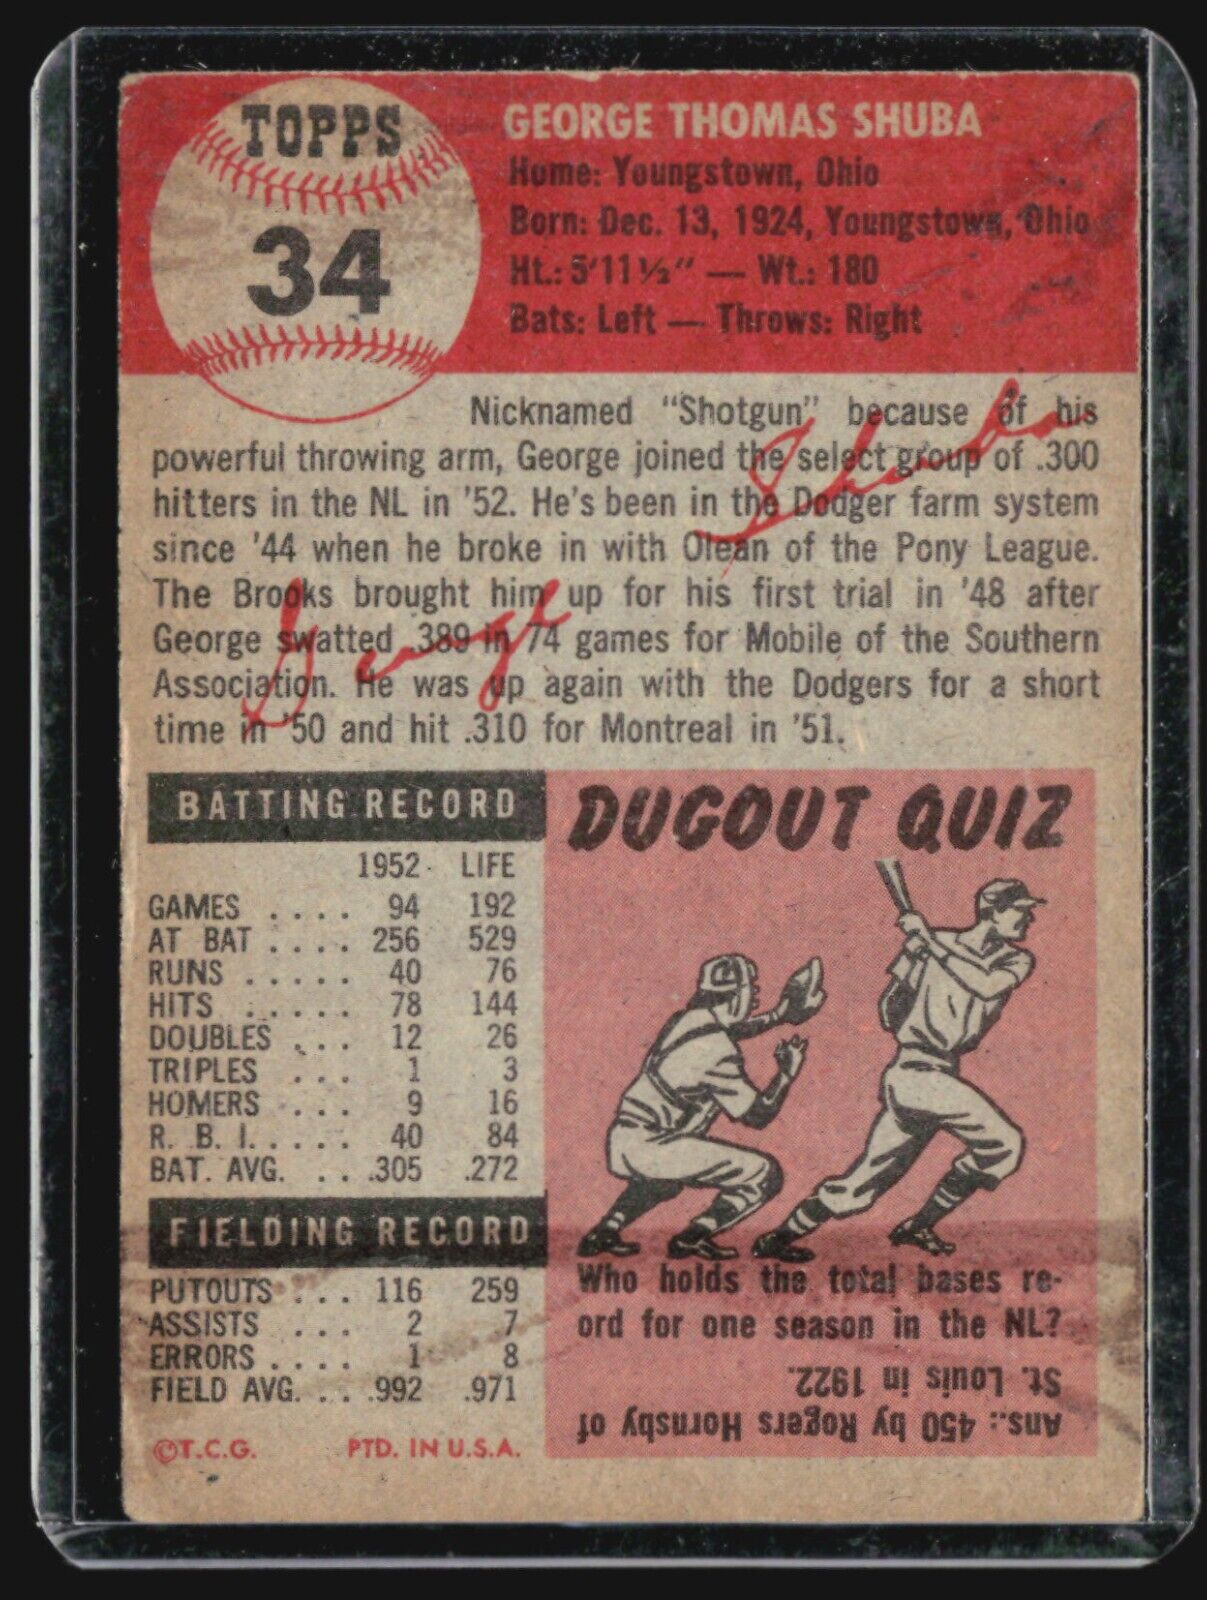 TOPPS
34
GEORGE THOMAS SHUBA
Home: Youngstown, Ohio
Born: Dec. 13, 1924, Youngstown, Ohio
Ht.: 5'11½" — Wt.: 180
Bats: Left — Throws: Right
Nicknamed "Shotgun" because of his
powerful throwing arm, George joined the select group of .300
hitters in the NL in '52. He's been in the Dodger farm system
since '44 when he broke in with Olean of the Pony League.
The Brooks brought him up for his first trial in '48 after
George swatted .389 in 74 games for Mobile of the Southern
Association. He was up again with the Dodgers for a short
time in '50 and hit .310 for Montreal in '51.
George Shuba
BATTING RECORD
1952 LIFE
GAMES .... 94 192
AT BAT .... 256 529
RUNS ..... 40 76
HITS ..... 78 144
DOUBLES ... 12 26
TRIPLES ... 1 3
HOMERS .... 9 16
R. B. I. .... 40 84
BAT. AVG. ... .305 .272
FIELDING RECORD
PUTOUTS ... 116 259
ASSISTS ... 2 7
ERRORS .... 1 8
FIELD AVG. ... .992 .971
©T.C.G. PTD. IN U.S.A.
DUGOUT QUIZ
Who holds the total bases re-
ord for one season in the NL?
Ans.: 450 by Rogers Hornsby of
St. Louis in 1922.